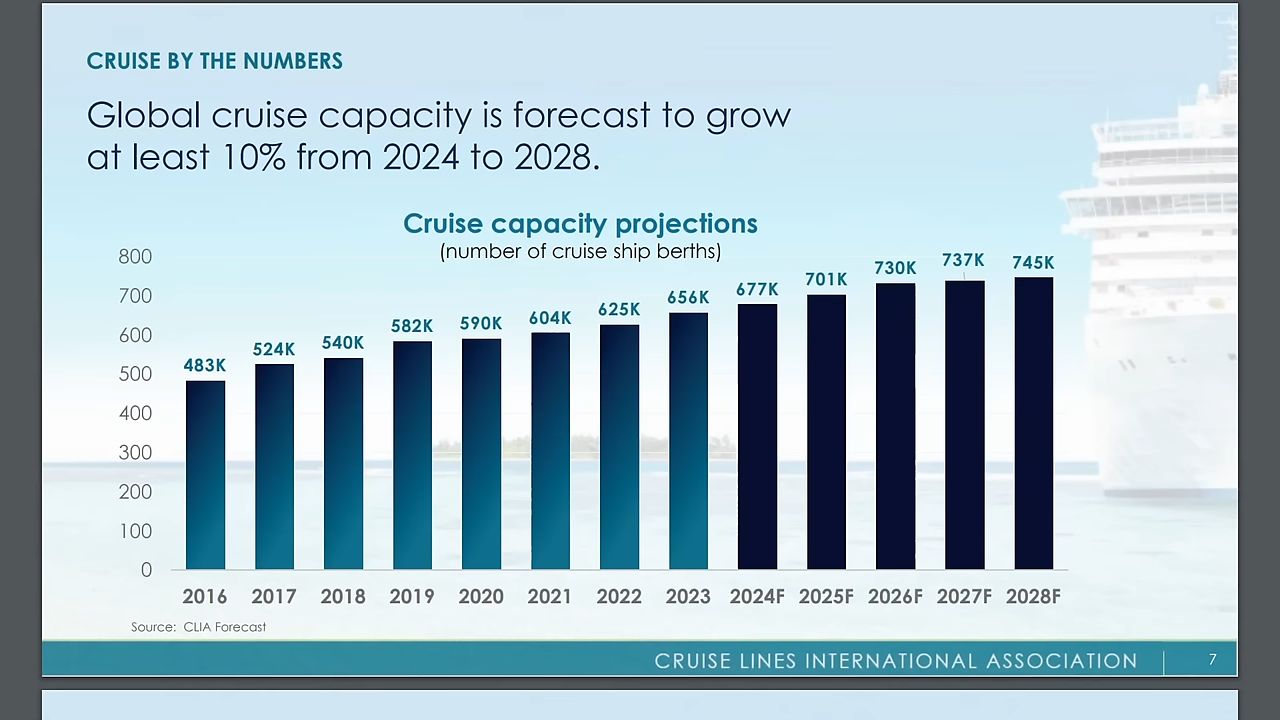 CRUISE BY THE NUMBERS
Global cruise capacity is forecast to grow
at least 10% from 2024 to 2028.
Cruise capacity projections
(number of cruise ship berths)
800
700
600
500
400
300
200
100
0
483K
524K
540K
582K
590K
604K
625K
656K
677K
701K
730K
737K
745K
2016 2017 2018 2019 2020 2021 2022 2023 2024F 2025F 2026F 2027F 2028F
Source: CLIA Forecast
CRUISE LINES INTERNATIONAL ASSOCIATION 7